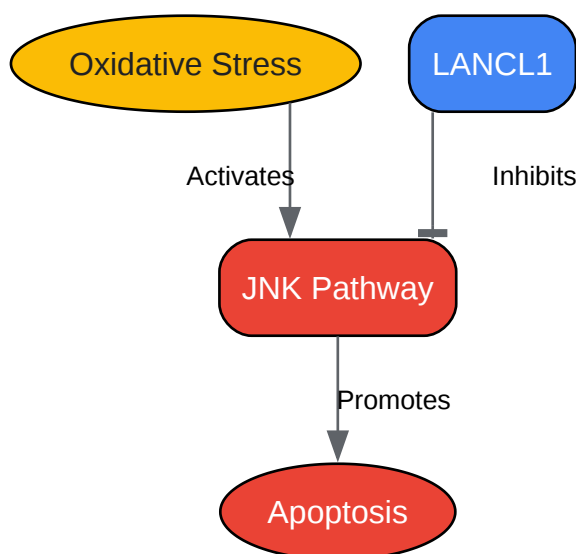 Oxidative Stress
LANCL1
Activates
Inhibits
JNK Pathway
Promotes
Apoptosis